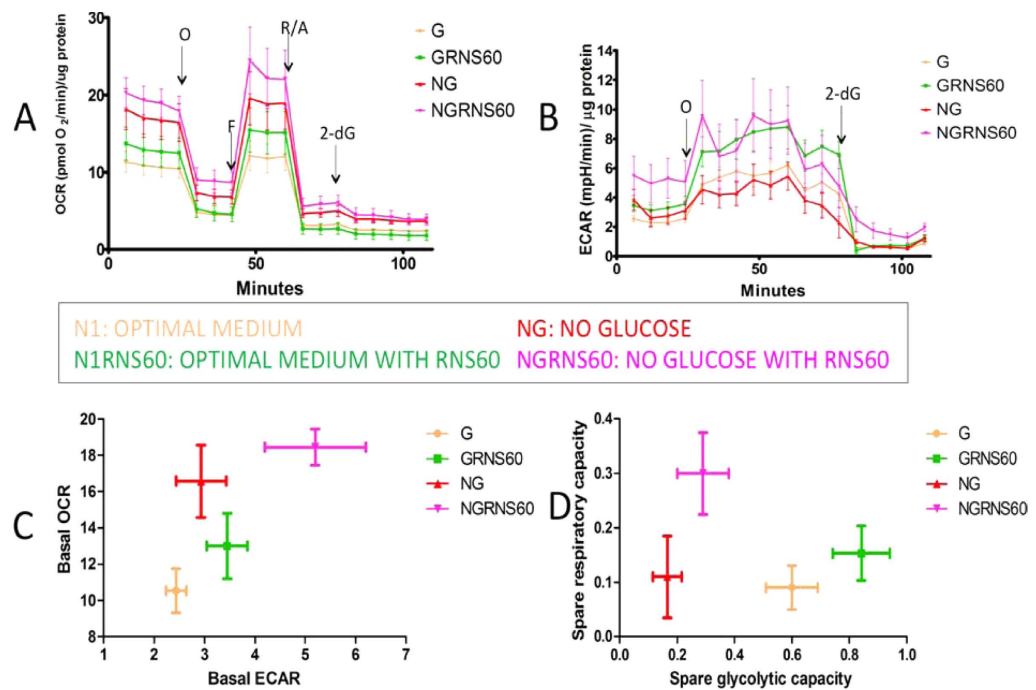 A
OCR (pmol O2/min)/ug protein
30
20
10
0
O
F
R/A
2-dG
G
GRNS60
NG
NGRNS60
0
50
100
Minutes
B
ECAR (mpH/min)/ µg protein
14
12
10
8
6
4
2
0
O
2-dG
G
GRNS60
NG
NGRNS60
0
50
100
Minutes
N1: OPTIMAL MEDIUM
NG: NO GLUCOSE
N1RNS60: OPTIMAL MEDIUM WITH RNS60
NGRNS60: NO GLUCOSE WITH RNS60
C
Basal OCR
20
18
16
14
12
10
8
1 2 3 4 5 6 7
Basal ECAR
G
GRNS60
NG
NGRNS60
D
Spare respiratory capacity
0.4
0.3
0.2
0.1
0.0
0.0 0.2 0.4 0.6 0.8 1.0
Spare glycolytic capacity
G
GRNS60
NG
NGRNS60